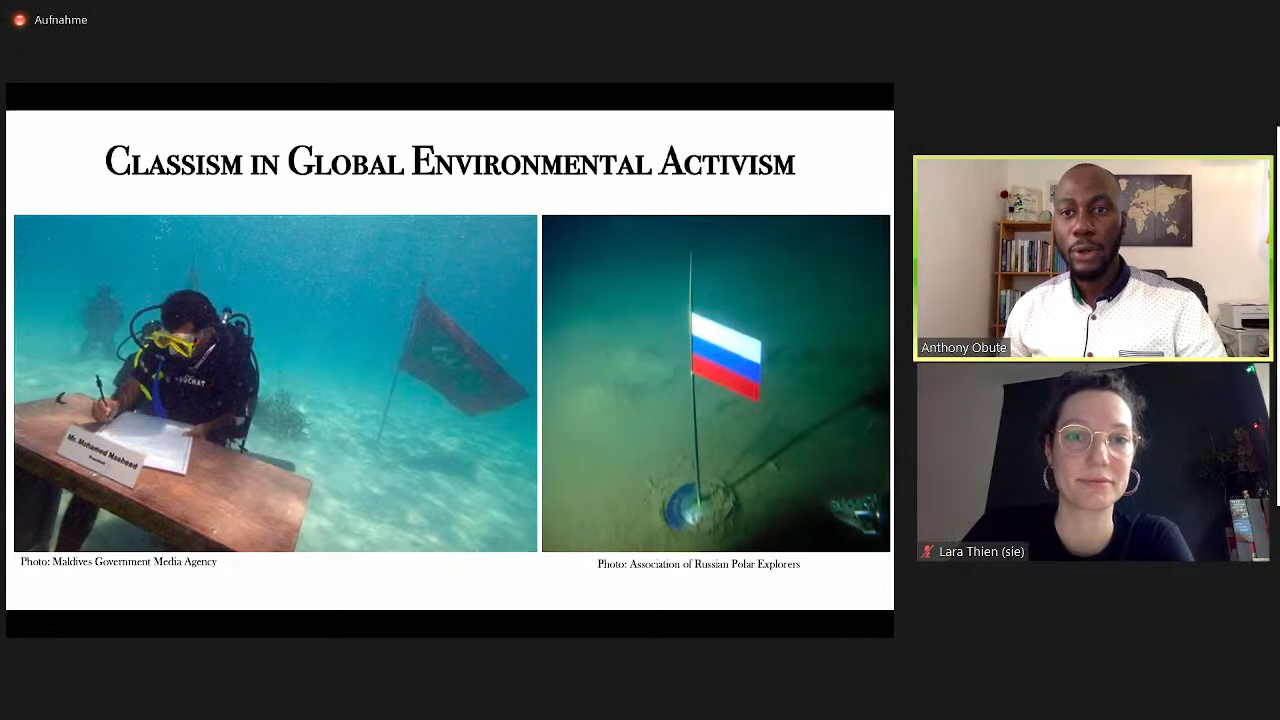 Aufnahme
CLASSISM IN GLOBAL ENVIRONMENTAL ACTIVISM
Mr. Mohamed Nasheed
President
Photo: Maldives Government Media Agency
Photo: Association of Russian Polar Explorers
Anthony Obute
Lara Thien (sie)